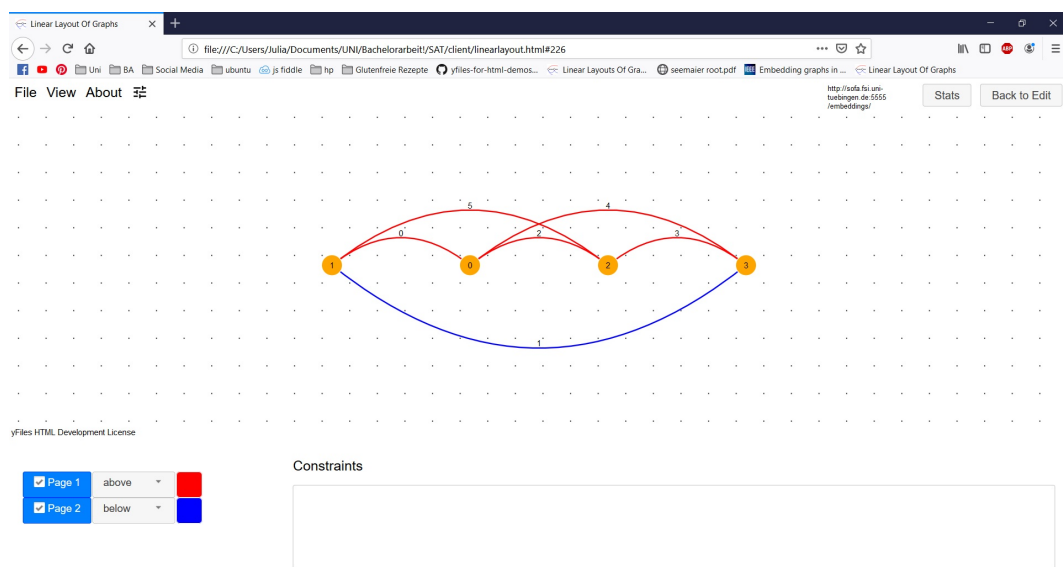 Linear Layout Of Graphs
file:///C:/Users/Julia/Documents/UNI/Bachelorarbeit!/SAT/client/linearlayout.html#226
Uni BA Social Media ubuntu js fiddle hp Glutenfreie Rezepte yfiles-for-html-demos... Linear Layouts Of Gra... seemaier root.pdf IEEE Embedding graphs in ... Linear Layout Of Graphs
File View About
http://sofa.fsi.uni-
tuebingen.de:5555
/embeddings/
Stats Back to Edit
5 4
0 2 3
1 0 2 3
1
yFiles HTML Development License
Constraints
Page 1 above
Page 2 below